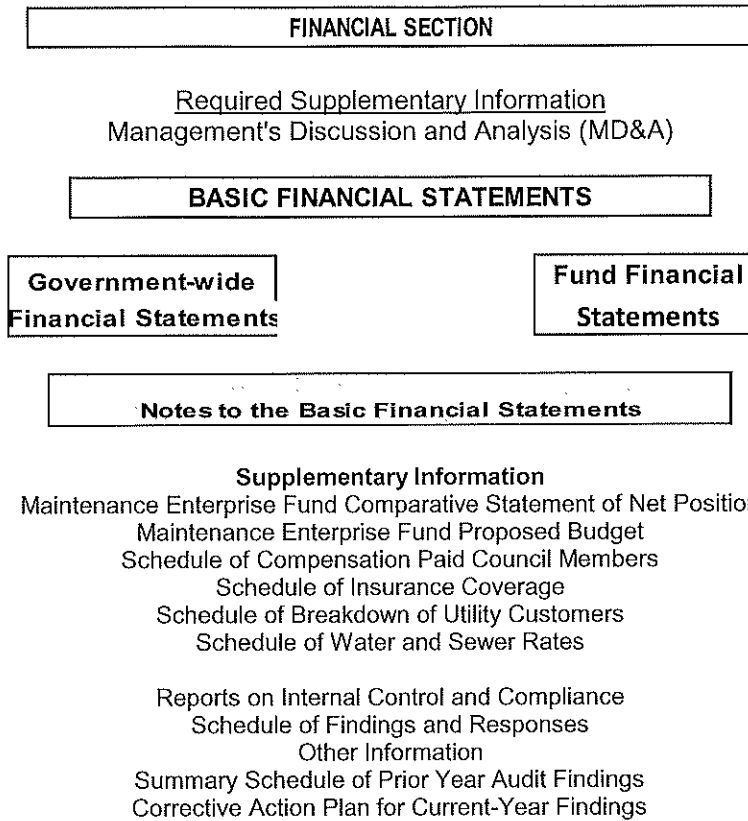 FINANCIAL SECTION
Required Supplementary Information
Management's Discussion and Analysis (MD&A)
BASIC FINANCIAL STATEMENTS
Government-wide
Financial Statements
Fund Financial
Statements
Notes to the Basic Financial Statements
Supplementary Information
Maintenance Enterprise Fund Comparative Statement of Net Positio
Maintenance Enterprise Fund Proposed Budget
Schedule of Compensation Paid Council Members
Schedule of Insurance Coverage
Schedule of Breakdown of Utility Customers
Schedule of Water and Sewer Rates
Reports on Internal Control and Compliance
Schedule of Findings and Responses
Other Information
Summary Schedule of Prior Year Audit Findings
Corrective Action Plan for Current-Year Findings